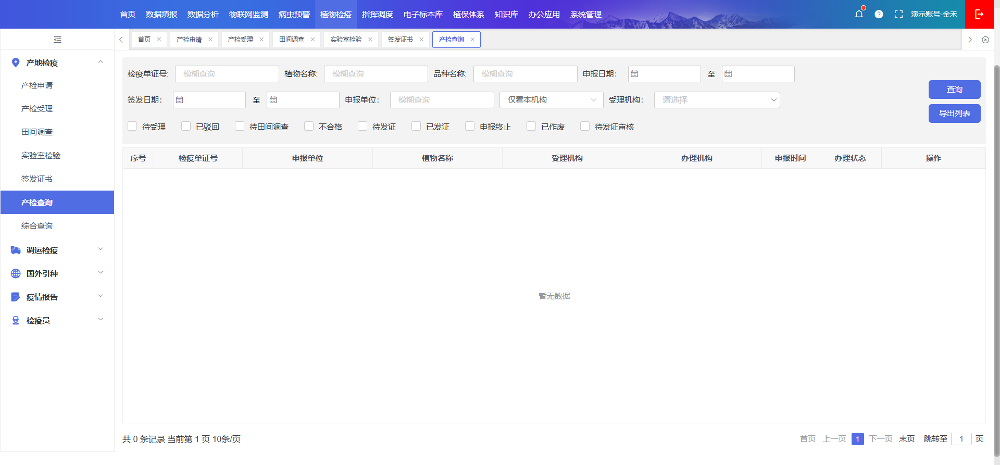 首页 数据填报 数据分析 物联网监测 病虫预警 植物检疫 指挥调度 电子标本库 植保体系 知识库 办公应用 系统管理 演示账号-金禾
首页 产检申请 产检受理 田间调查 实验室检验 签发证书 产检查询
产地检疫
产检申请
产检受理
田间调查
实验室检验
签发证书
产检查询
综合查询
调运检疫
国外引种
疫情报告
检疫员
检疫单证号: 模糊查询 植物名称: 模糊查询 品种名称: 模糊查询 申报日期: 至
签发日期: 至 申报单位: 模糊查询 仅看本机构 受理机构: 请选择
查询
导出列表
待受理 已驳回 待田间调查 不合格 待发证 已发证 申报终止 已作废 待发证审核
序号 检疫单证号 申报单位 植物名称 受理机构 办理机构 申报时间 办理状态 操作
暂无数据
共 0 条记录 当前第 1 页 10条/页
首页 上一页 1 下一页 末页 跳转至 1 页